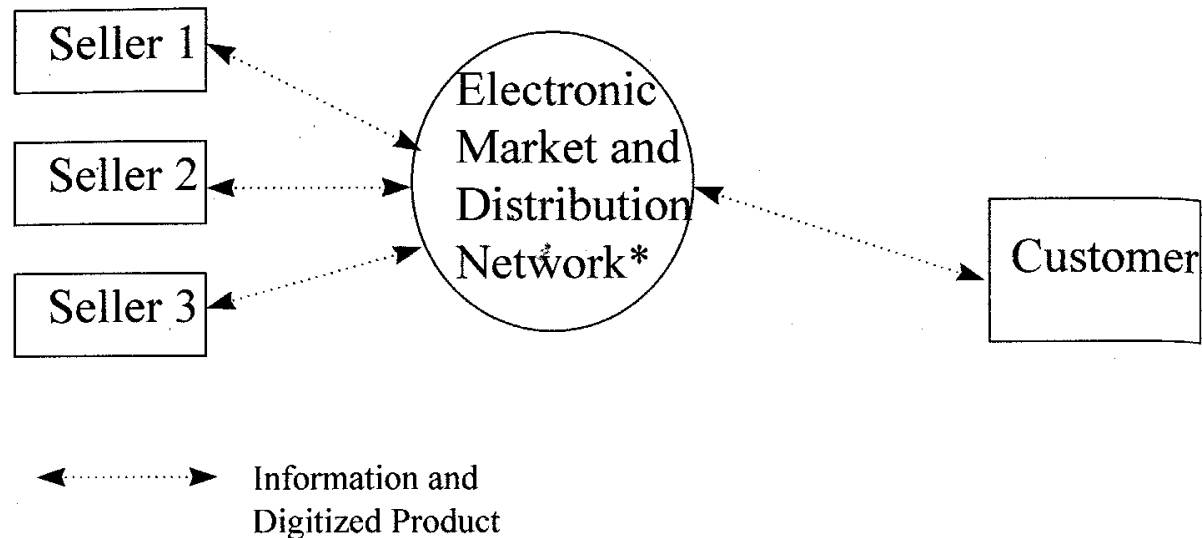 Seller 1
Seller 2
Seller 3
Electronic
Market and
Distribution
Network*
Customer
Information and
Digitized Product